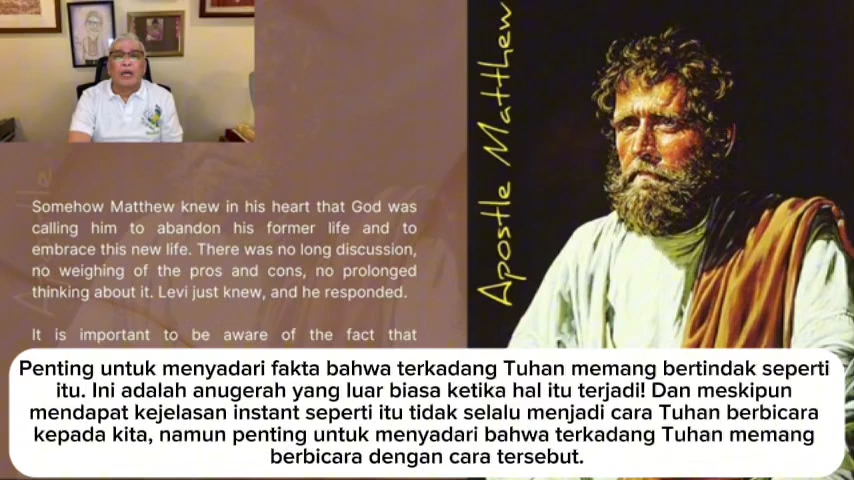 Apostle Matthew
Somehow Matthew knew in his heart that God was
calling him to abandon his former life and to
embrace this new life. There was no long discussion,
no weighing of the pros and cons, no prolonged
thinking about it. Levi just knew, and he responded.
It is important to be aware of the fact that
Penting untuk menyadari fakta bahwa terkadang Tuhan memang bertindak seperti
itu. Ini adalah anugerah yang luar biasa ketika hal itu terjadi! Dan meskipun
mendapat kejelasan instant seperti itu tidak selalu menjadi cara Tuhan berbicara
kepada kita, namun penting untuk menyadari bahwa terkadang Tuhan memang
berbicara dengan cara tersebut.